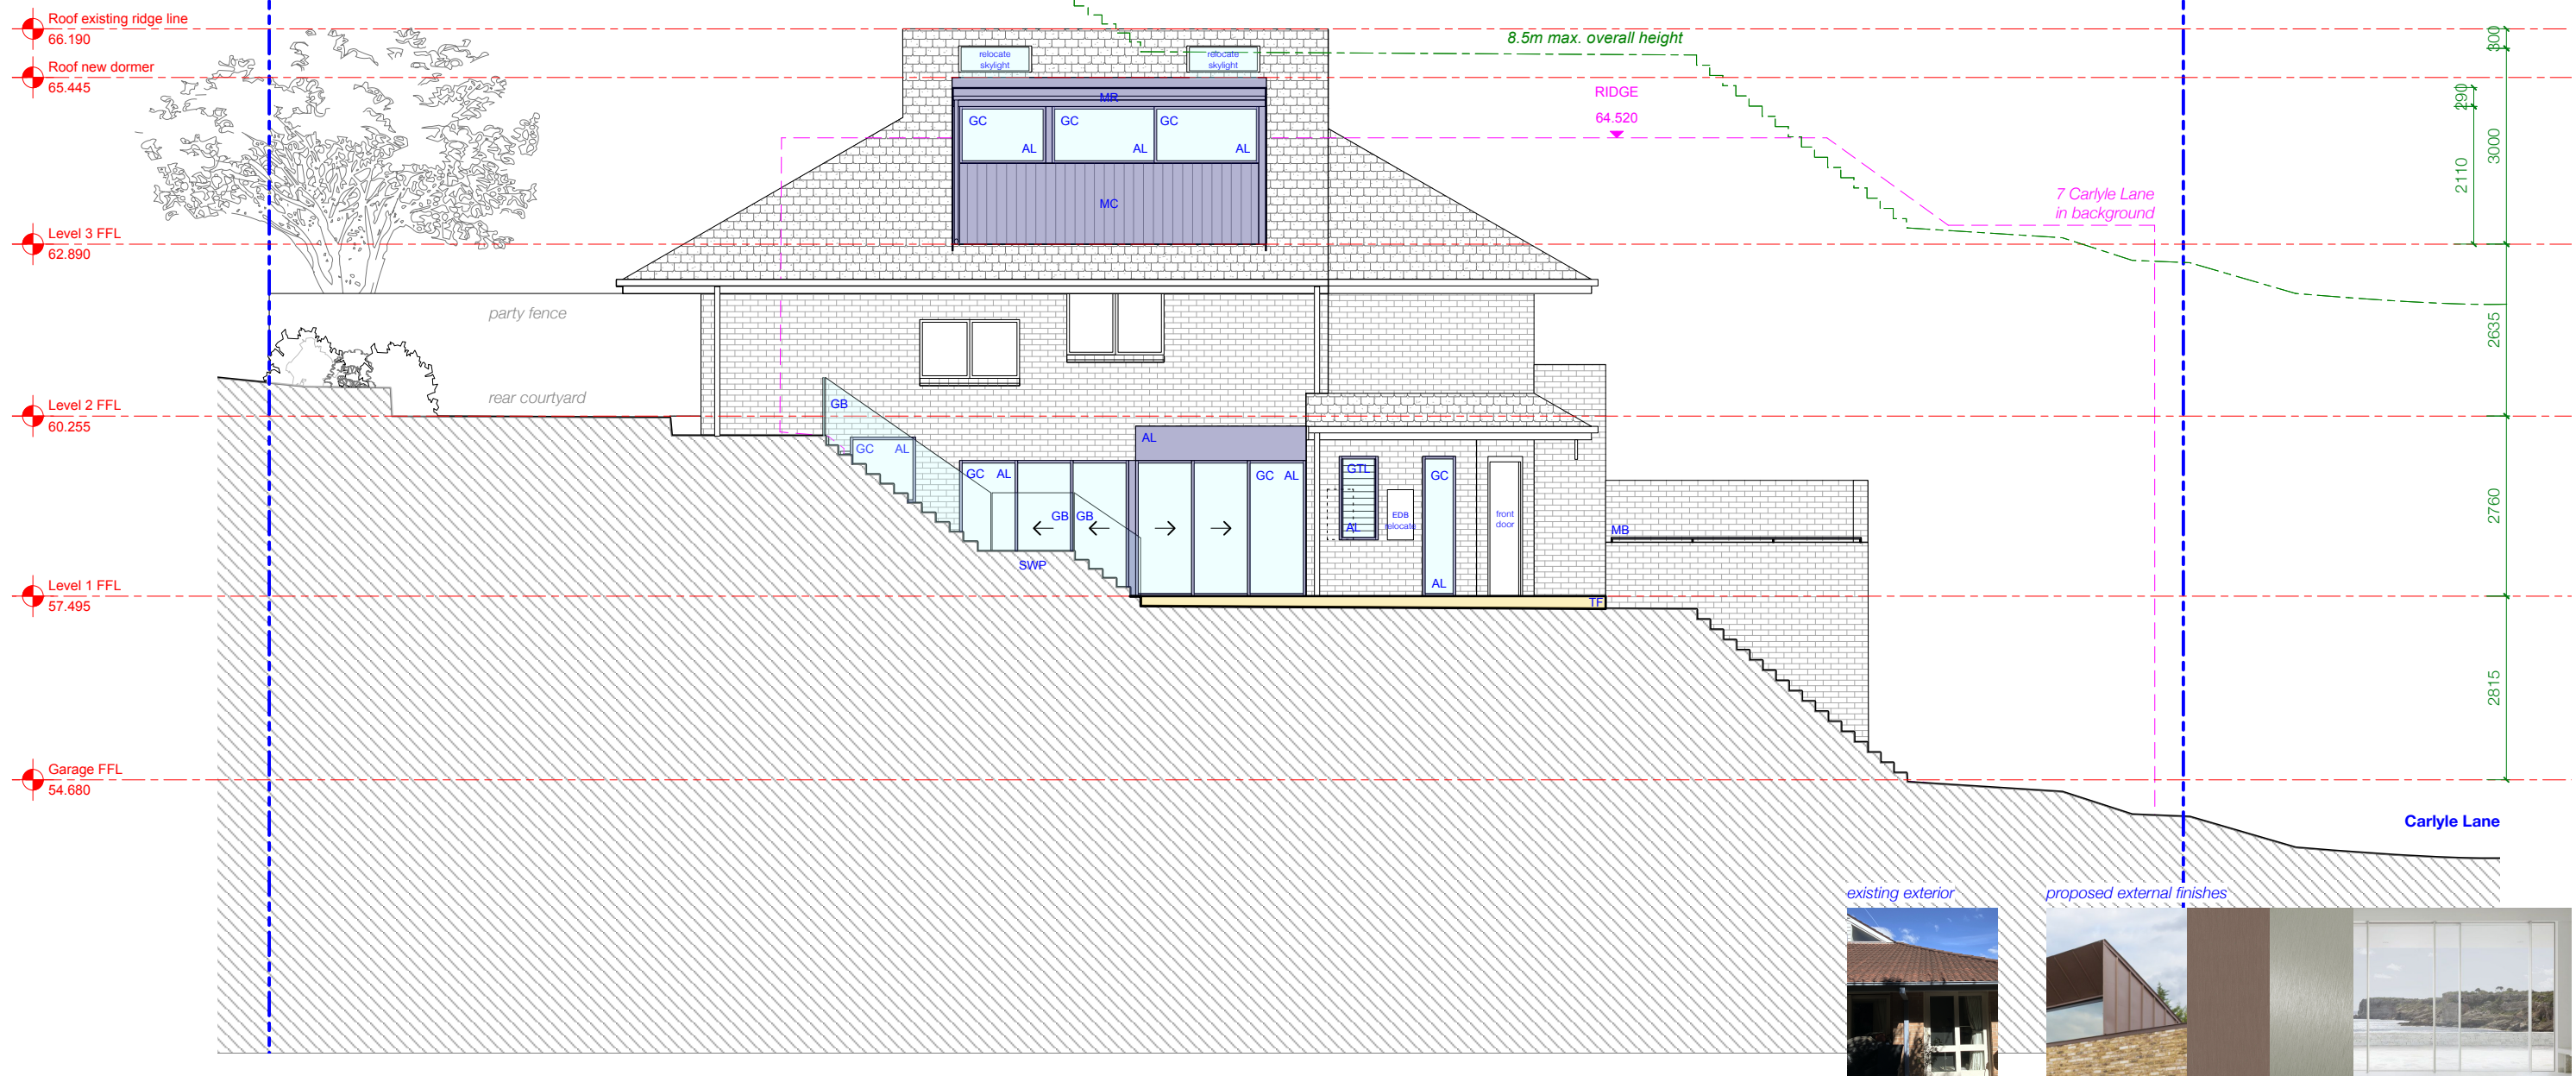 Roof existing ridge line
66.190
Roof new dormer
65.445
Level 3 FFL
62.890
Level 2 FFL
60.255
Level 1 FFL
57.495
Garage FFL
54.680
relocate
skylight
relocate
skylight
8.5m max. overall height
MR
GC
AL
GC
AL
GC
AL
MC
RIDGE
64.520
7 Carlyle Lane
in background
party fence
rear courtyard
GB
GC AL
GC AL
GB
GB
SWP
AL
GC AL
GTL
AL
EDB
relocate
GC
AL
front
door
MB
TF
300
290
3000
2110
2635
2760
2815
Carlyle Lane
existing exterior
proposed external finishes